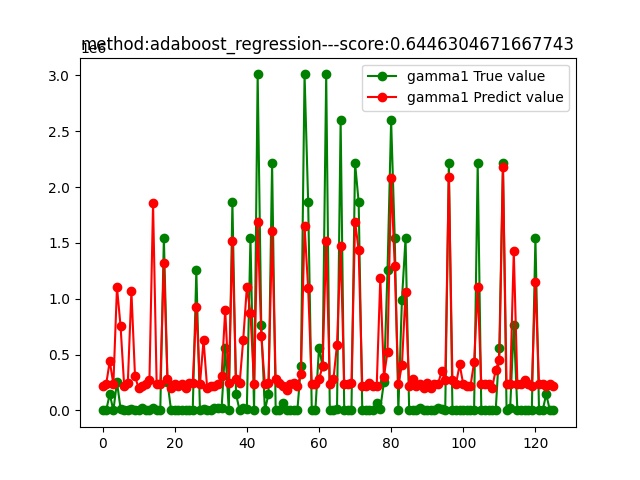 method:adaboost_regression---score:0.6446304671667743
1e6
gamma1 True value
gamma1 Predict value
3.0
2.5
2.0
1.5
1.0
0.5
0.0
0 20 40 60 80 100 120